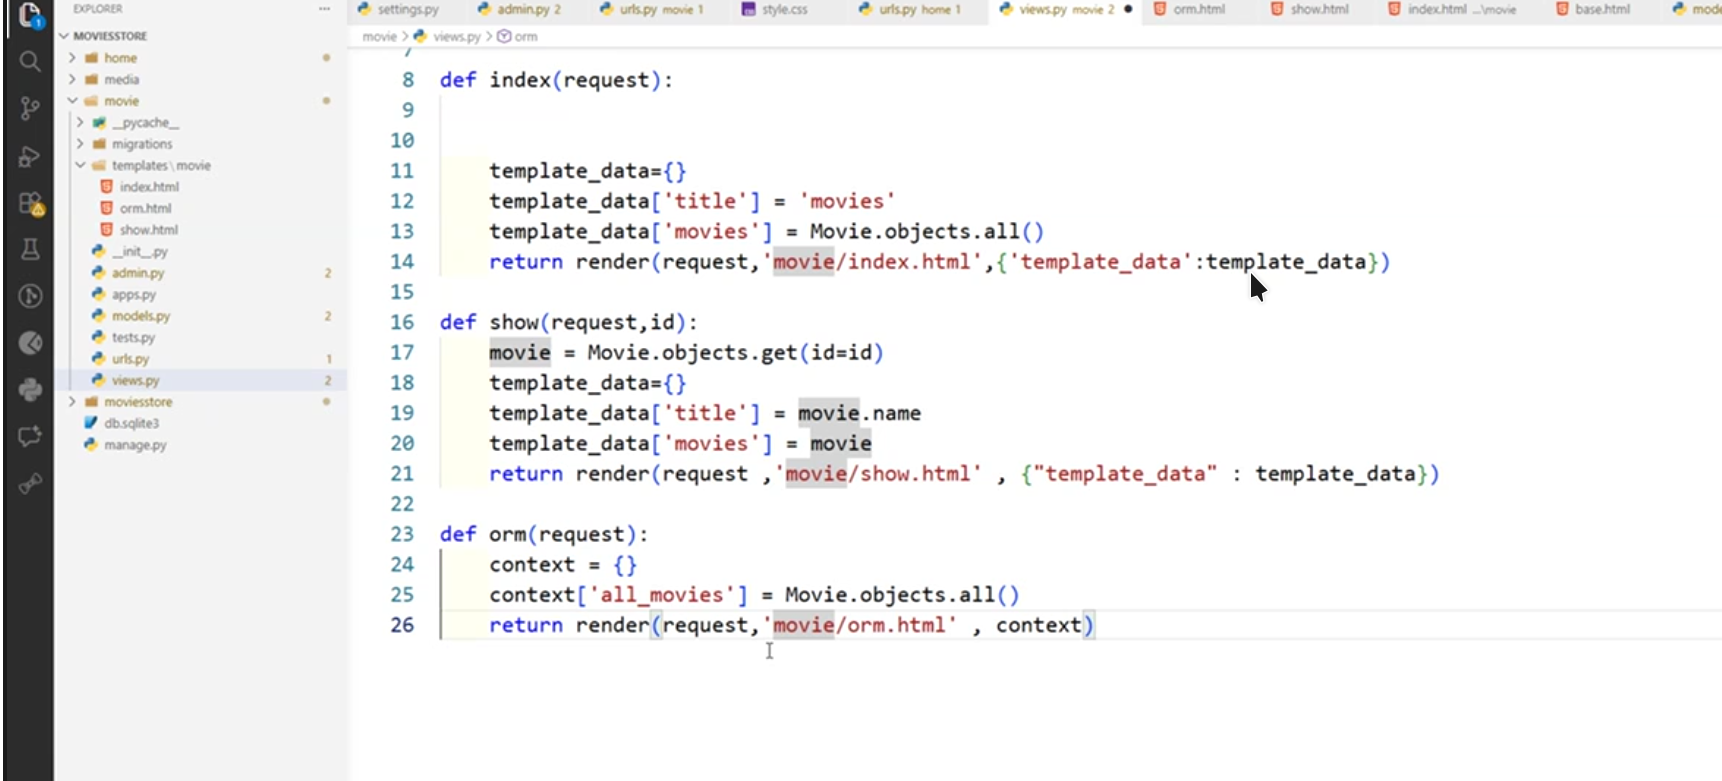 EXPLORER ...
MOVIESSTORE
home
media
movie
__pycache__
migrations
templates \ movie
index.html
orm.html
show.html
__init__.py
admin.py 2
apps.py
models.py 2
tests.py
urls.py 1
views.py 2
moviesstore
db.sqlite3
manage.py
settings.py admin.py 2 urls.py movie 1 style.css urls.py home 1 views.py movie 2 orm.html show.html index.html ...\movie base.html
movie > views.py > orm
7
8 def index(request):
9
10
11 template_data={}
12 template_data['title'] = 'movies'
13 template_data['movies'] = Movie.objects.all()
14 return render(request,'movie/index.html',{'template_data':template_data})
15
16 def show(request,id):
17 movie = Movie.objects.get(id=id)
18 template_data={}
19 template_data['title'] = movie.name
20 template_data['movies'] = movie
21 return render(request ,'movie/show.html' , {"template_data" : template_data})
22
23 def orm(request):
24 context = {}
25 context['all_movies'] = Movie.objects.all()
26 return render(request,'movie/orm.html' , context)